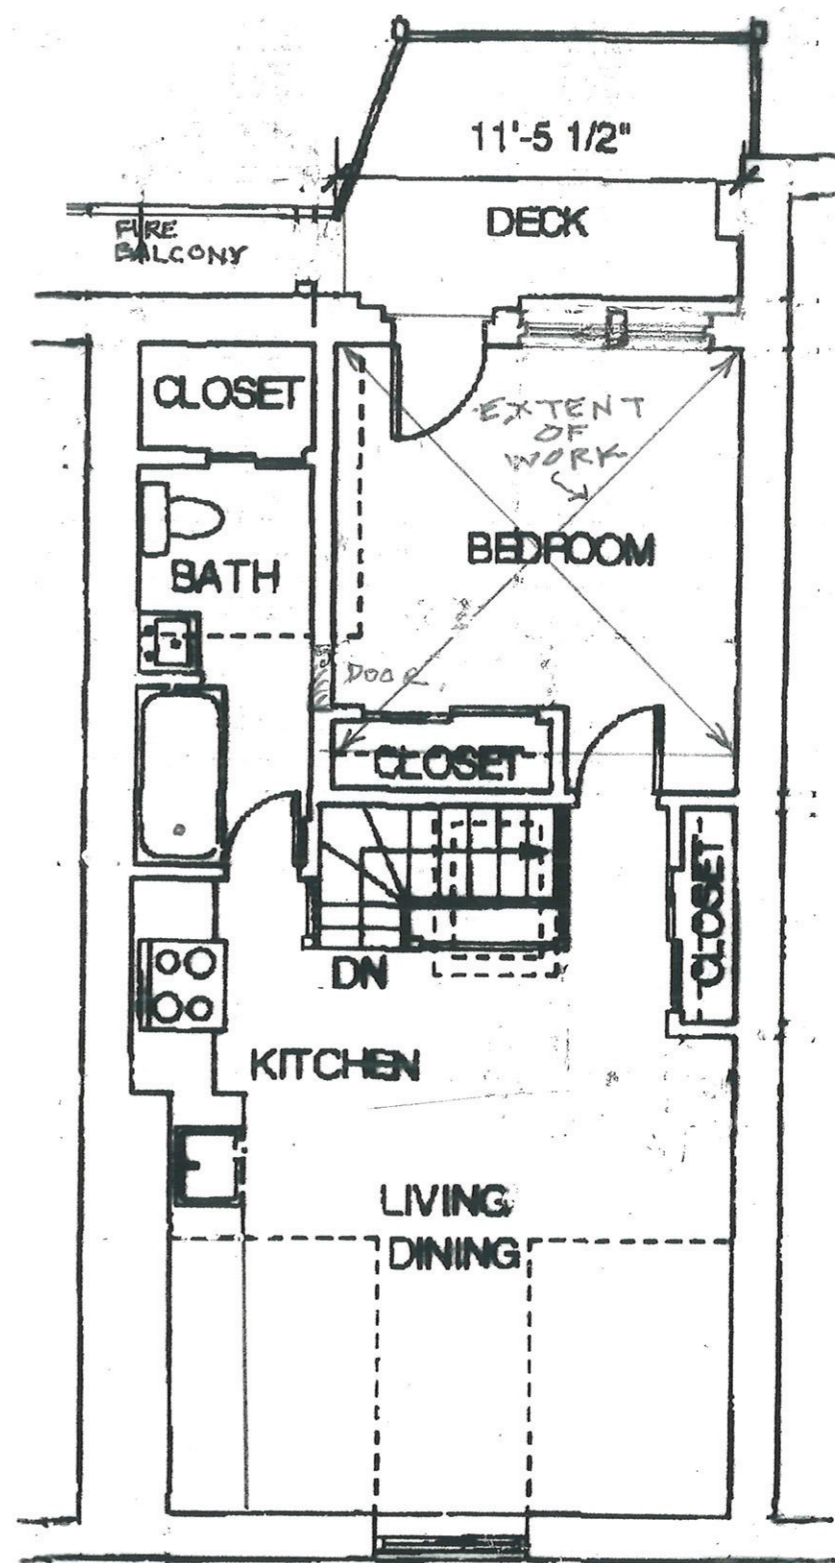 11'-5 1/2"
DECK
FIRE
BALCONY
CLOSET
EXTENT
OF
WORK
BEDROOM
BATH
DOOR
CLOSET
CLOSET
DN
KITCHEN
LIVING
DINING